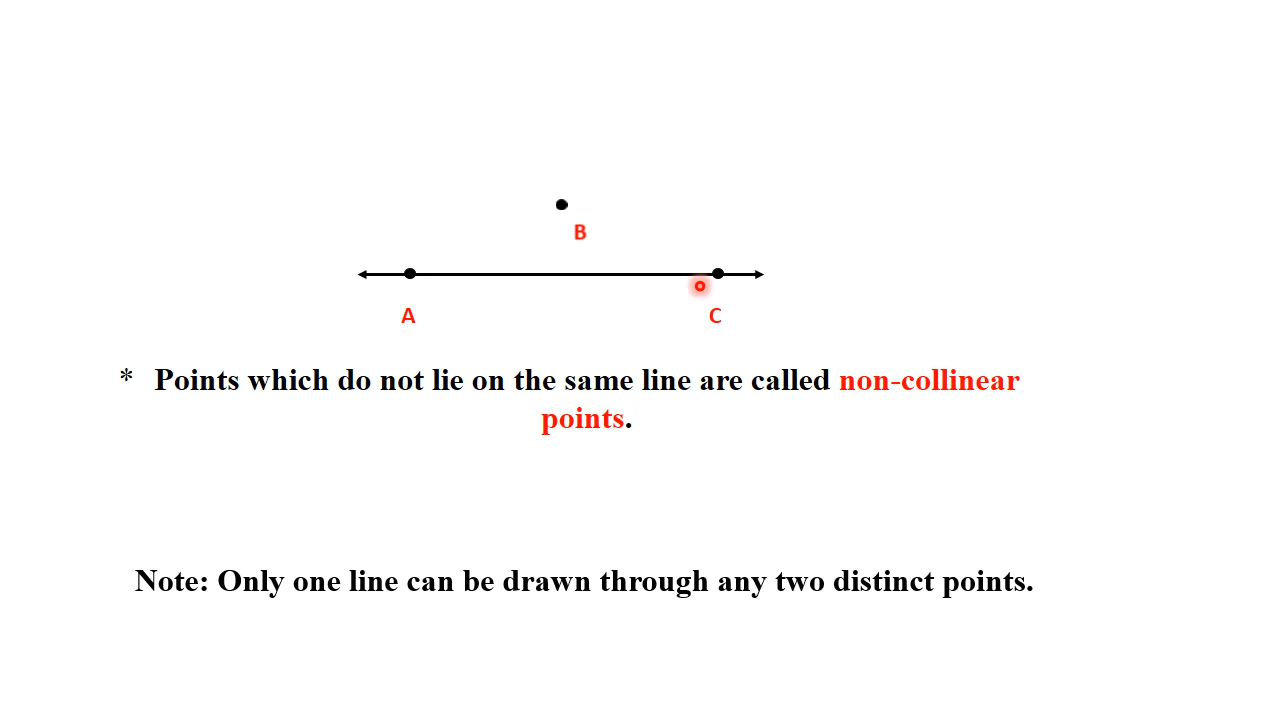 B
A C
* Points which do not lie on the same line are called non-collinear
points.
Note: Only one line can be drawn through any two distinct points.